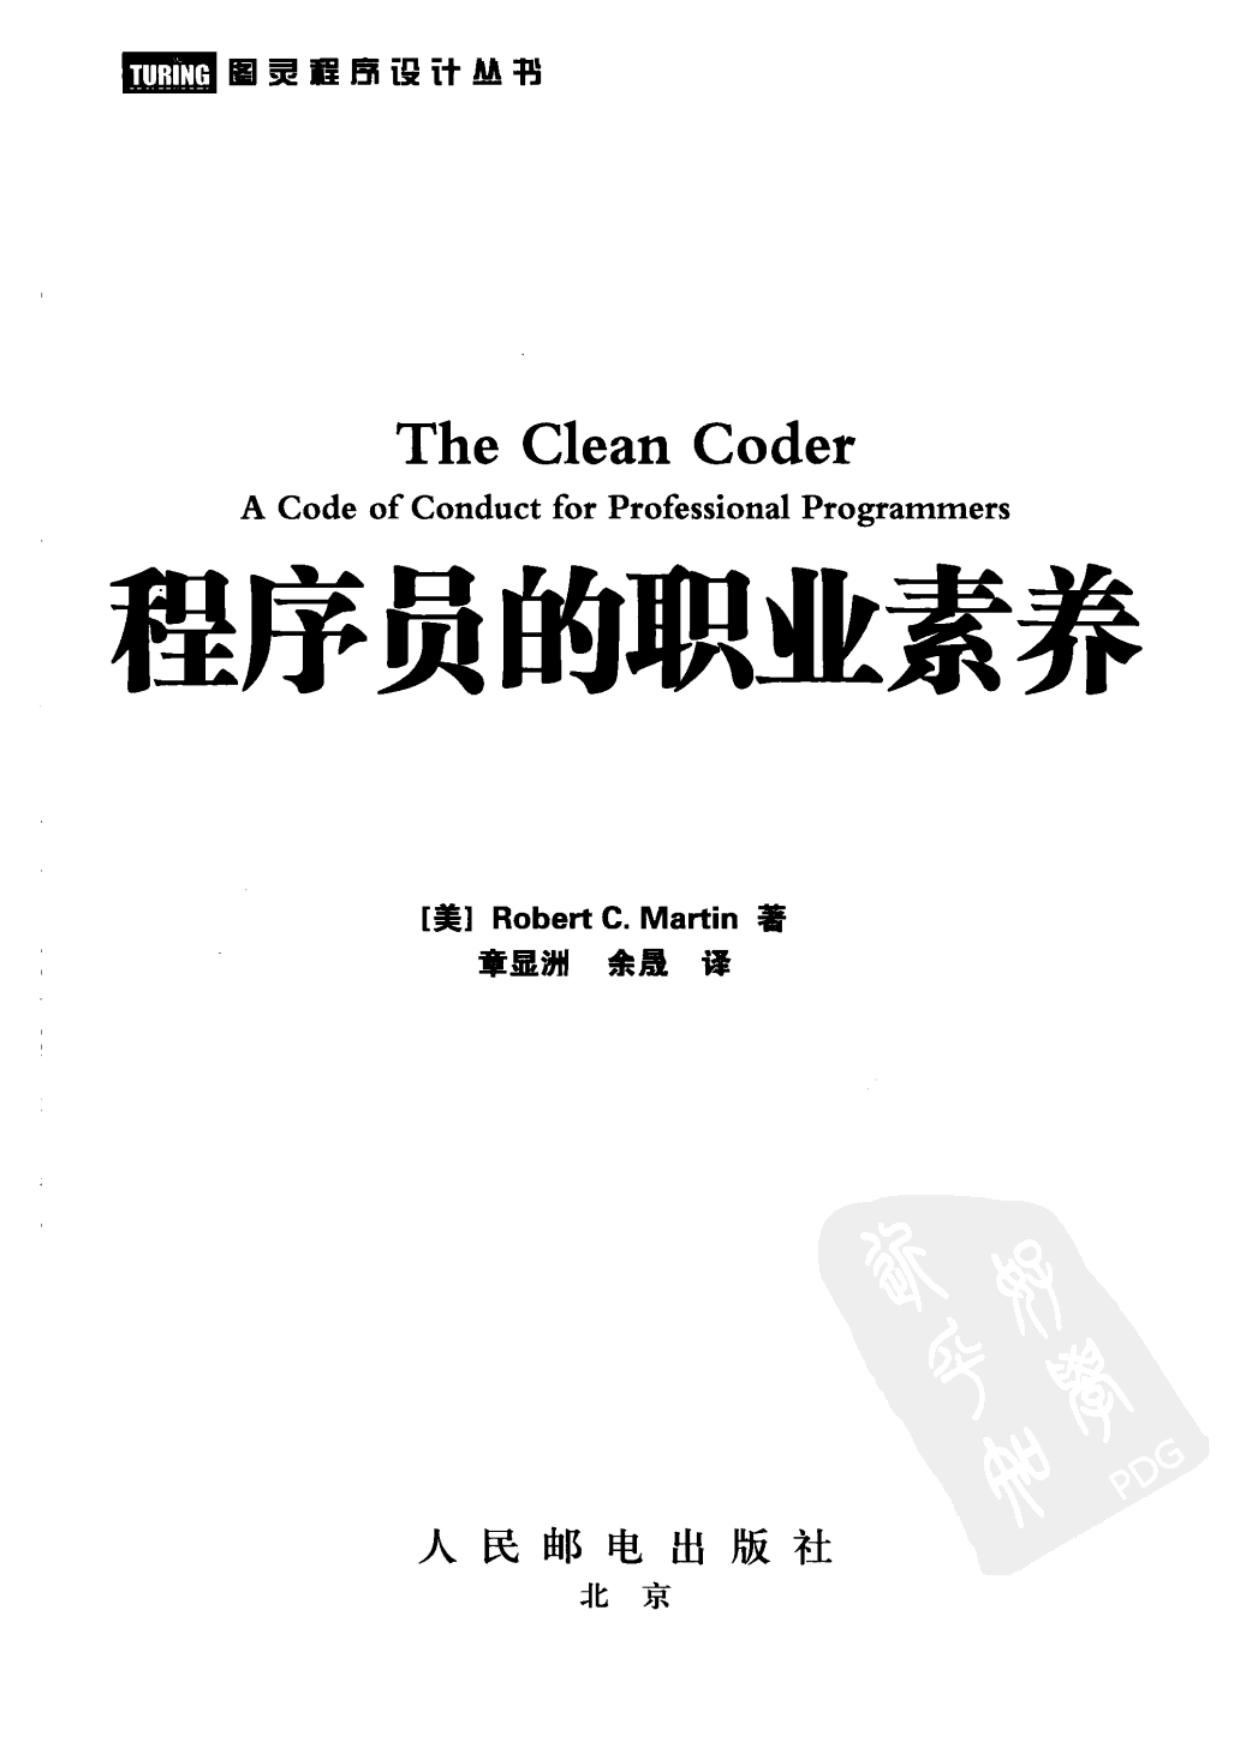 TURING 图灵程序设计丛书
The Clean Coder
A Code of Conduct for Professional Programmers
程序员的职业素养
[美] Robert C. Martin 著
章显洲 余晟 译
PDG
人民邮电出版社
北京